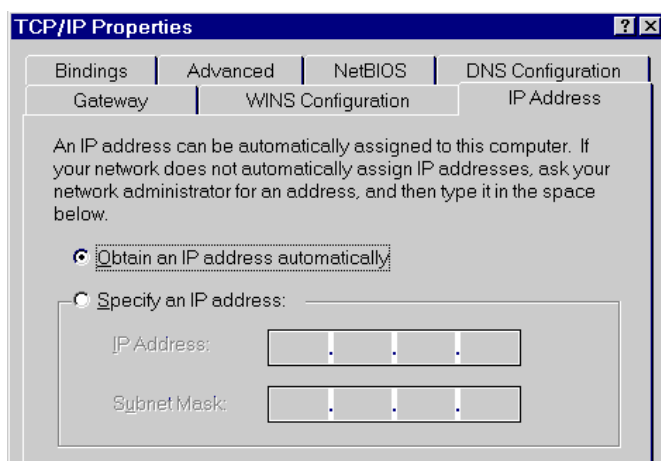 TCP/IP Properties
Bindings Advanced NetBIOS DNS Configuration
Gateway WINS Configuration IP Address
An IP address can be automatically assigned to this computer. If
your network does not automatically assign IP addresses, ask your
network administrator for an address, and then type it in the space
below.
Obtain an IP address automatically
Specify an IP address:
IP Address:
Subnet Mask: